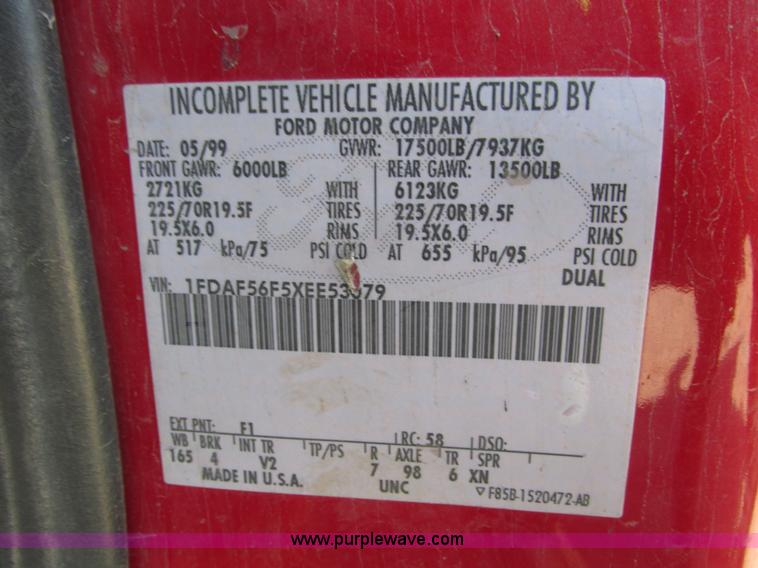 INCOMPLETE VEHICLE MANUFACTURED BY
FORD MOTOR COMPANY
DATE: 05/99 GVWR: 17500LB/7937KG
FRONT GAWR: 6000LB REAR GAWR: 13500LB
2721KG WITH 6123KG WITH
225/70R19.5F TIRES 225/70R19.5F TIRES
19.5X6.0 RIMS 19.5X6.0 RIMS
AT 517 kPa/75 PSI COLD AT 655 kPa/95 PSI COLD
DUAL
VIN:
EXT PNT: F1 RC: 58 DSO:
WB BRK INT TR TP/PS R AXLE TR SPR
165 4 V2 7 98 6 XN
MADE IN U.S.A. UNC ▽ F85B-1520472-AB
www.purplewave.com